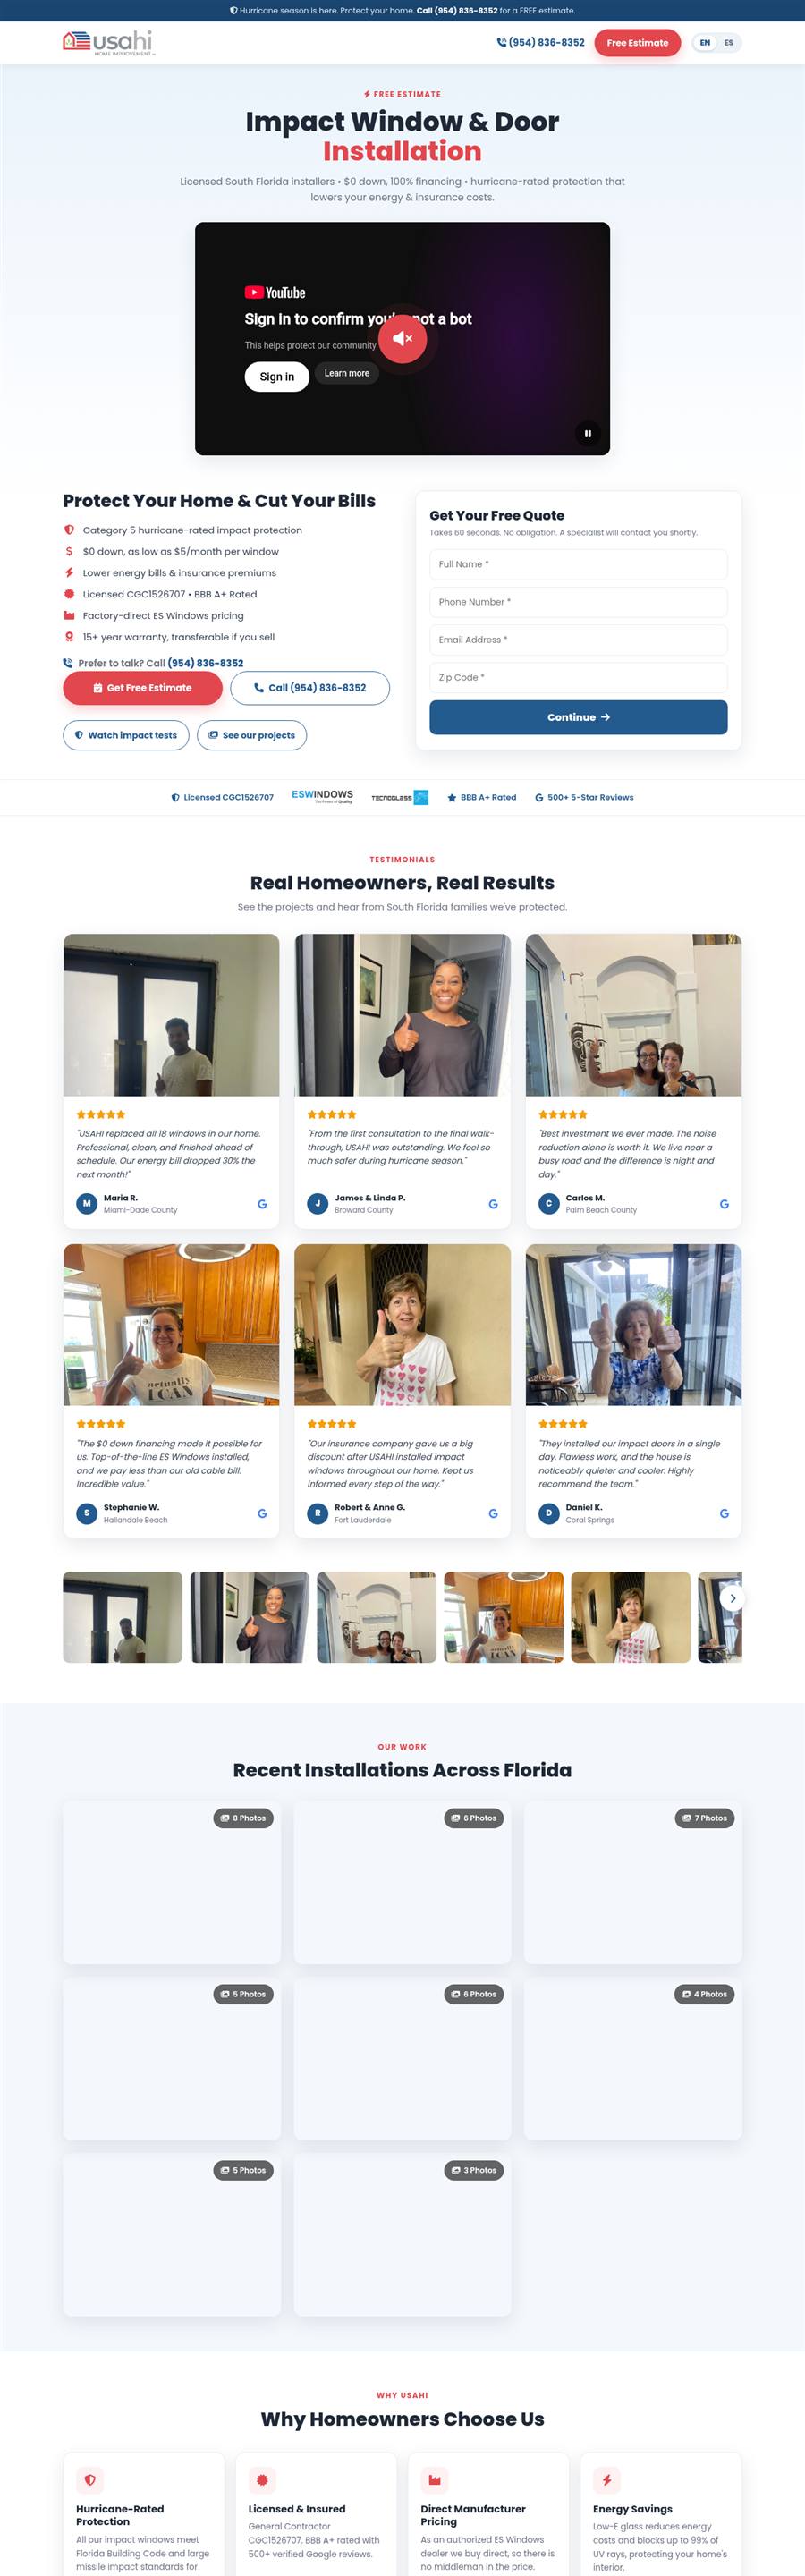 Hurricane season is here. Protect your home. Call (954) 836-8352 for a FREE estimate.
usahi
HOME IMPROVEMENT
(954) 836-8352
Free Estimate
EN
ES
FREE ESTIMATE
Impact Window & Door
Installation
Licensed South Florida installers • $0 down, 100% financing • hurricane-rated protection that
lowers your energy & insurance costs.
YouTube
Sign in to confirm you're not a bot
This helps protect our community
Sign in
Learn more
Protect Your Home & Cut Your Bills
Category 5 hurricane-rated impact protection
$0 down, as low as $5/month per window
Lower energy bills & insurance premiums
Licensed CGC1526707 • BBB A+ Rated
Factory-direct ES Windows pricing
15+ year warranty, transferable if you sell
Prefer to talk? Call (954) 836-8352
Get Free Estimate
Call (954) 836-8352
Watch impact tests
See our projects
Get Your Free Quote
Takes 60 seconds. No obligation. A specialist will contact you shortly.
Full Name *
Phone Number *
Email Address *
Zip Code *
Continue
Licensed CGC1526707
ESWINDOWS
The Power of Quality
TECNOGLASS
BBB A+ Rated
500+ 5-Star Reviews
TESTIMONIALS
Real Homeowners, Real Results
See the projects and hear from South Florida families we've protected.
"USAHI replaced all 18 windows in our home.
Professional, clean, and finished ahead of
schedule. Our energy bill dropped 30% the
next month!"
M
Maria R.
Miami-Dade County
"From the first consultation to the final walk-
through, USAHI was outstanding. We feel so
much safer during hurricane season."
J
James & Linda P.
Broward County
"Best investment we ever made. The noise
reduction alone is worth it. We live near a
busy road and the difference is night and
day."
C
Carlos M.
Palm Beach County
actually
I CAN
"The $0 down financing made it possible for
us. Top-of-the-line ES Windows installed,
and we pay less than our old cable bill.
Incredible value."
S
Stephanie W.
Hallandale Beach
"Our insurance company gave us a big
discount after USAHI installed impact
windows throughout our home. Kept us
informed every step of the way."
R
Robert & Anne G.
Fort Lauderdale
"They installed our impact doors in a single
day. Flawless work, and the house is
noticeably quieter and cooler. Highly
recommend the team."
D
Daniel K.
Coral Springs
actually
I CAN
OUR WORK
Recent Installations Across Florida
8 Photos
6 Photos
7 Photos
5 Photos
6 Photos
4 Photos
5 Photos
3 Photos
WHY USAHI
Why Homeowners Choose Us
Hurricane-Rated
Protection
All our impact windows meet
Florida Building Code and large
missile impact standards for
Licensed & Insured
General Contractor
CGC1526707. BBB A+ rated with
500+ verified Google reviews.
Direct Manufacturer
Pricing
As an authorized ES Windows
dealer we buy direct, so there is
no middleman in the price.
Energy Savings
Low-E glass reduces energy
costs and blocks up to 99% of
UV rays, protecting your home's
interior.